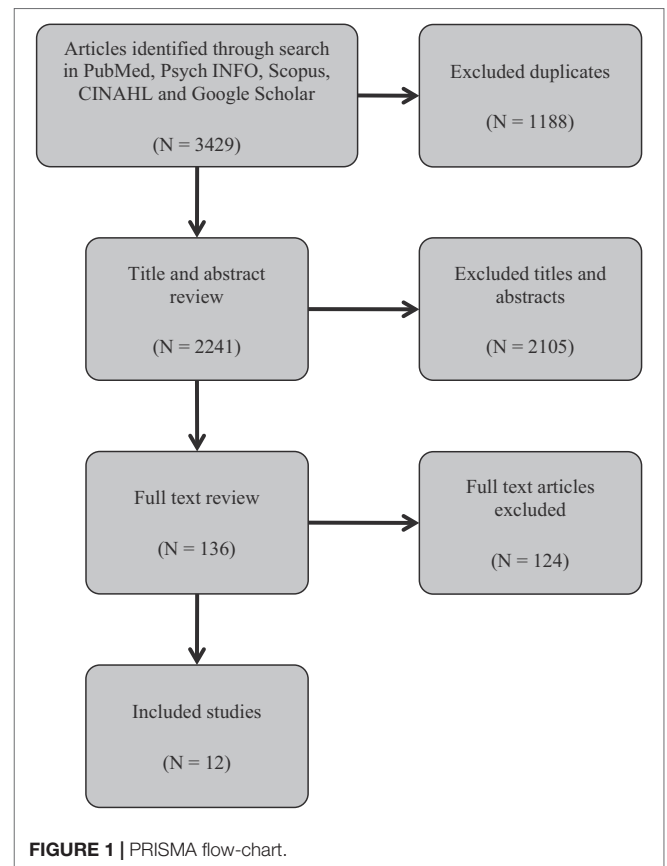 Articles identified through search
in PubMed, Psych INFO, Scopus,
CINAHL and Google Scholar
(N = 3429)
Excluded duplicates
(N = 1188)
Title and abstract
review
(N = 2241)
Excluded titles and
abstracts
(N = 2105)
Full text review
(N = 136)
Full text articles
excluded
(N = 124)
Included studies
(N = 12)
FIGURE 1 | PRISMA flow-chart.